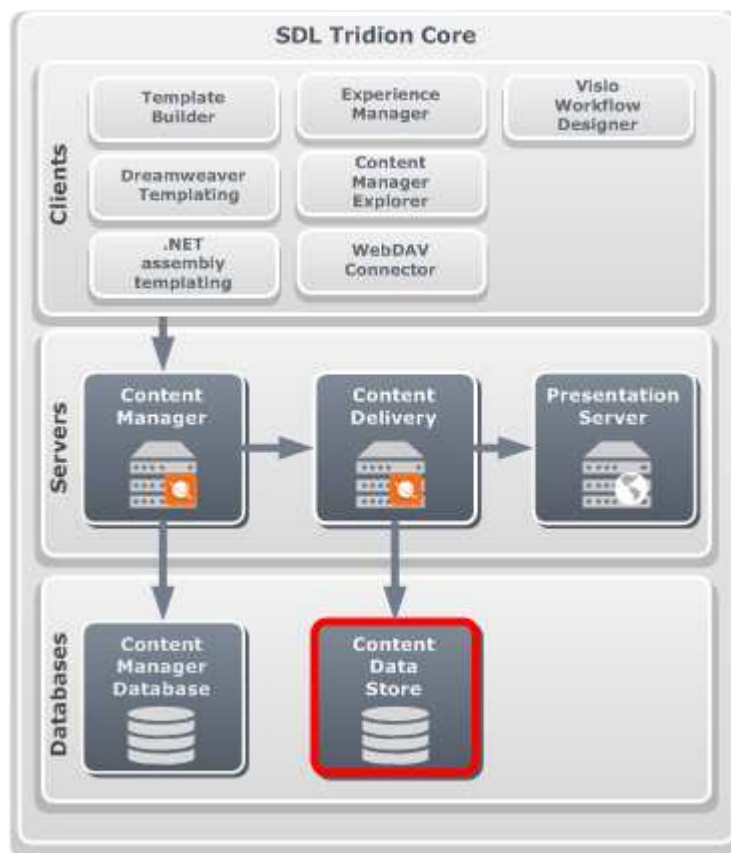 SDL Tridion Core
Clients
Template
Builder
Experience
Manager
Visio
Workflow
Designer
Dreamweaver
Templating
Content
Manager
Explorer
.NET
assembly
templating
WebDAV
Connector
Servers
Content
Manager
Content
Delivery
Presentation
Server
Databases
Content
Manager
Database
Content
Data
Store